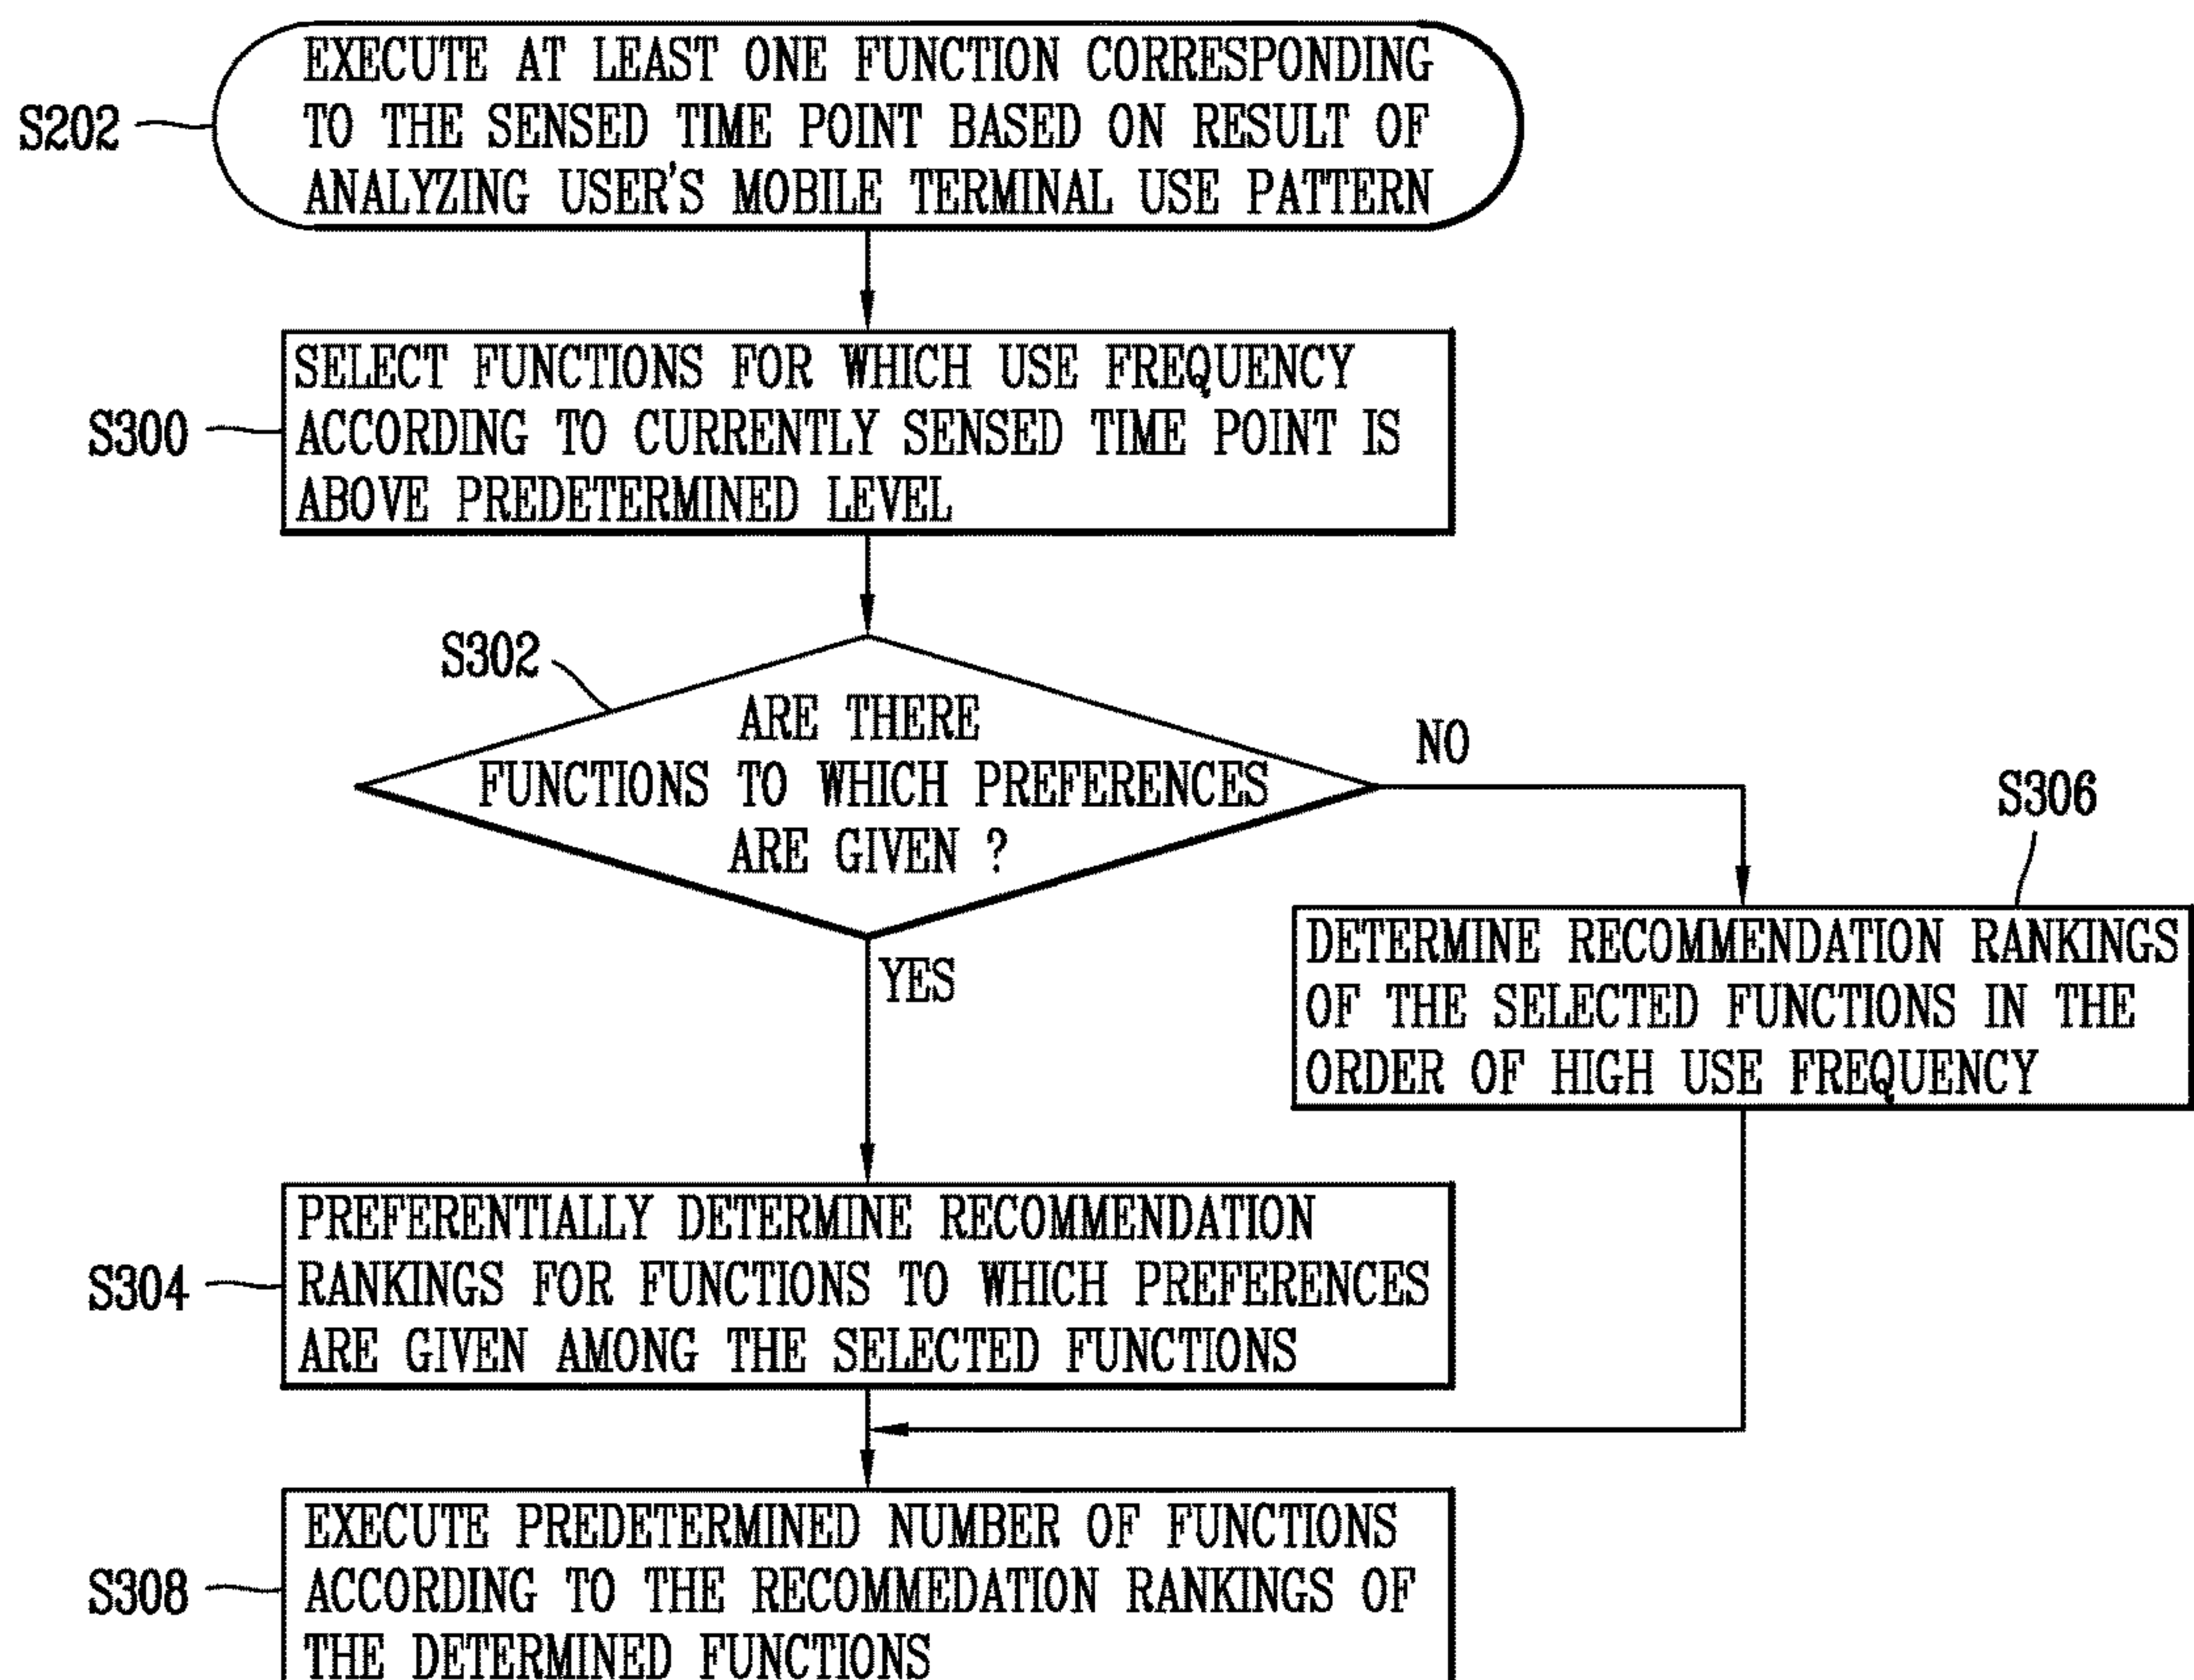 EXECUTE AT LEAST ONE FUNCTION CORRESPONDING
S202
TO THE SENSED TIME POINT BASED ON RESULT OF
ANALYZING USER'S MOBILE TERMINAL USE PATTERN
SELECT FUNCTIONS FOR WHICH USE FREQUENCY
S300
ACCORDING TO CURRENTLY SENSED TIME POINT IS
ABOVE PREDETERMINED LEVEL
S302
ARE THERE
FUNCTIONS TO WHICH PREFERENCES
ARE GIVEN ?
NO
S306
DETERMINE RECOMMENDATION RANKINGS
OF THE SELECTED FUNCTIONS IN THE
ORDER OF HIGH USE FREQUENCY
YES
PREFERENTIALLY DETERMINE RECOMMENDATION
S304
RANKINGS FOR FUNCTIONS TO WHICH PREFERENCES
ARE GIVEN AMONG THE SELECTED FUNCTIONS
EXECUTE PREDETERMINED NUMBER OF FUNCTIONS
S308
ACCORDING TO THE RECOMMEDATION RANKINGS OF
THE DETERMINED FUNCTIONS